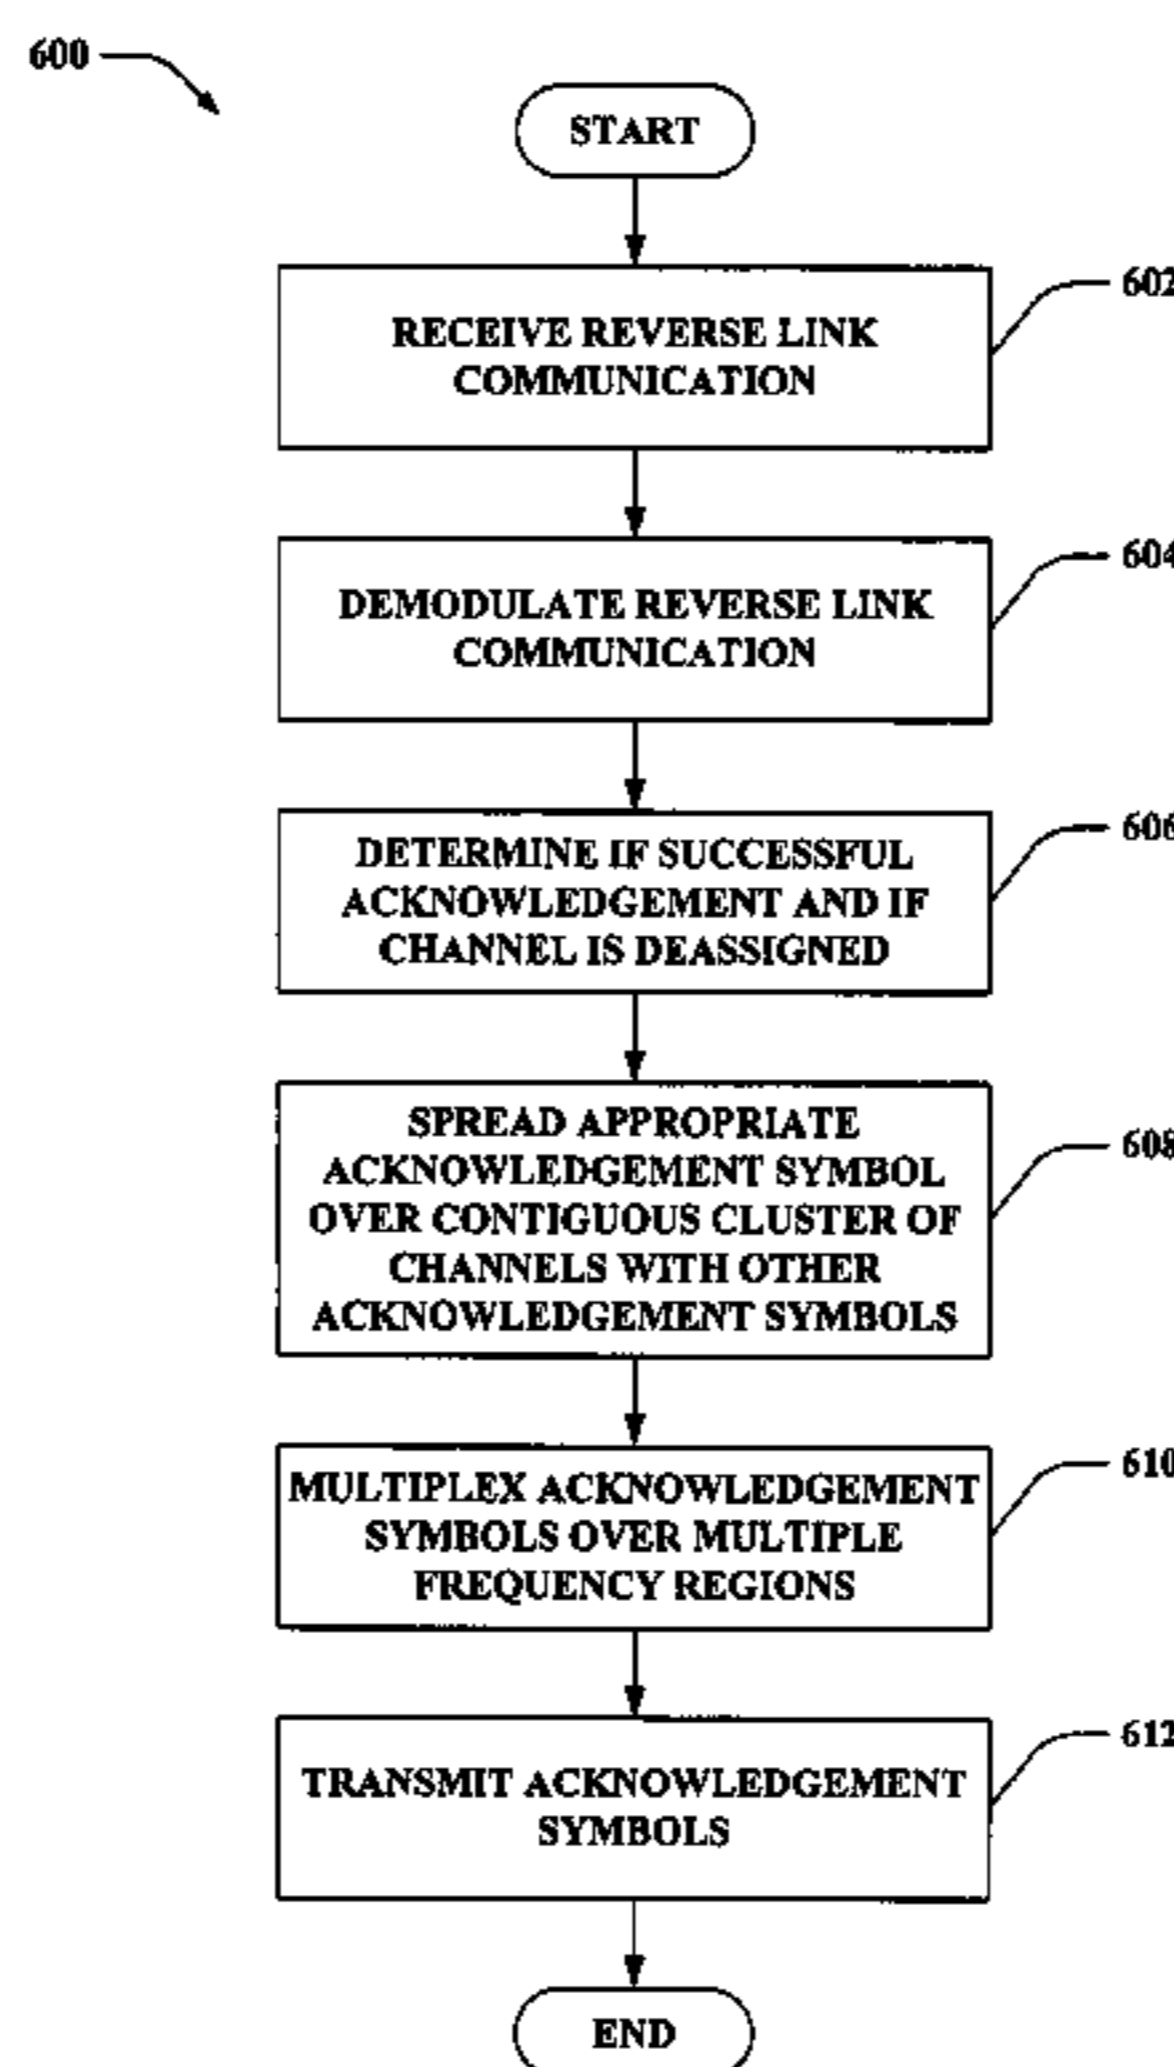 600
START
RECEIVE REVERSE LINK
COMMUNICATION
602
DEMODULATE REVERSE LINK
COMMUNICATION
604
DETERMINE IF SUCCESSFUL
ACKNOWLEDGEMENT AND IF
CHANNEL IS DEASSIGNED
606
SPREAD APPROPRIATE
ACKNOWLEDGEMENT SYMBOL
OVER CONTIGUOUS CLUSTER OF
CHANNELS WITH OTHER
ACKNOWLEDGEMENT SYMBOLS
608
MULTIPLEX ACKNOWLEDGEMENT
SYMBOLS OVER MULTIPLE
FREQUENCY REGIONS
610
TRANSMIT ACKNOWLEDGEMENT
SYMBOLS
612
END